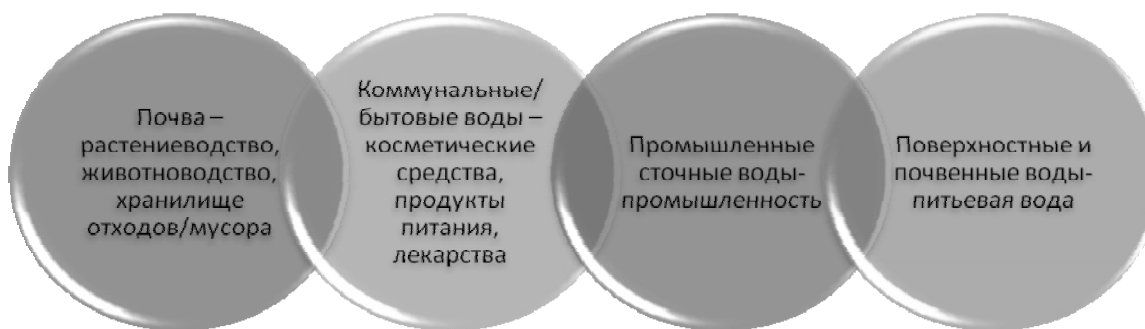 Почва –
растениеводство,
животноводство,
хранилище
отходов/мусора
Коммунальные/
бытовые воды –
косметические
средства,
продукты
питания,
лекарства
Промышленные
сточные воды-
промышленность
Поверхностные и
почвенные воды-
питьевая вода